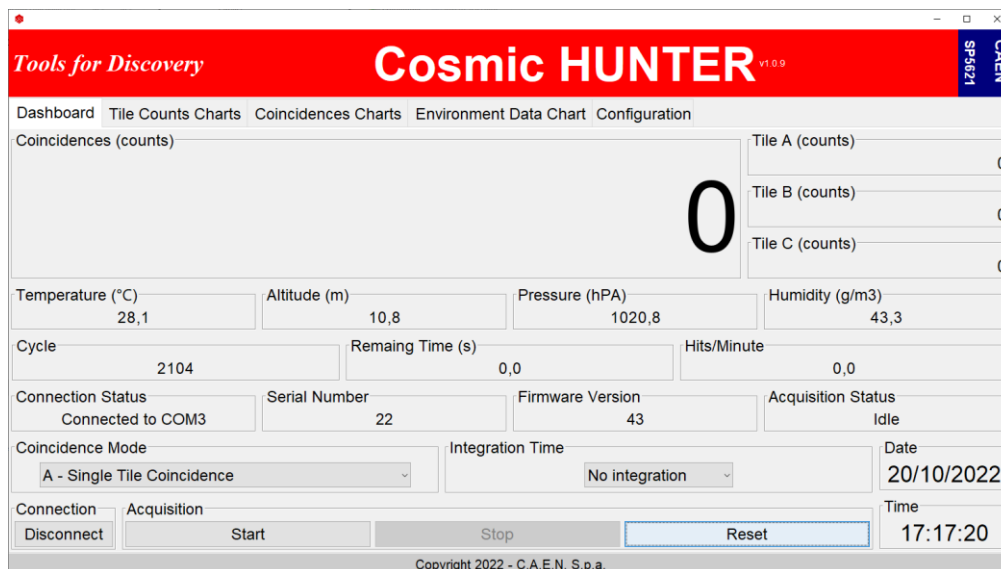 Tools for Discovery
Cosmic HUNTER v1.0.9
CAEN
SP5621
Dashboard Tile Counts Charts Coincidences Charts Environment Data Chart Configuration
Coincidences (counts)
0
Tile A (counts)
0
Tile B (counts)
0
Tile C (counts)
0
Temperature (°C) Altitude (m) Pressure (hPA) Humidity (g/m3)
28,1 10,8 1020,8 43,3
Cycle Remaing Time (s) Hits/Minute
2104 0,0 0,0
Connection Status Serial Number Firmware Version Acquisition Status
Connected to COM3 22 43 Idle
Coincidence Mode Integration Time Date
A - Single Tile Coincidence No integration 20/10/2022
Connection Acquisition Time
Disconnect Start Stop Reset 17:17:20
Copyright 2022 - C.A.E.N. S.p.a.